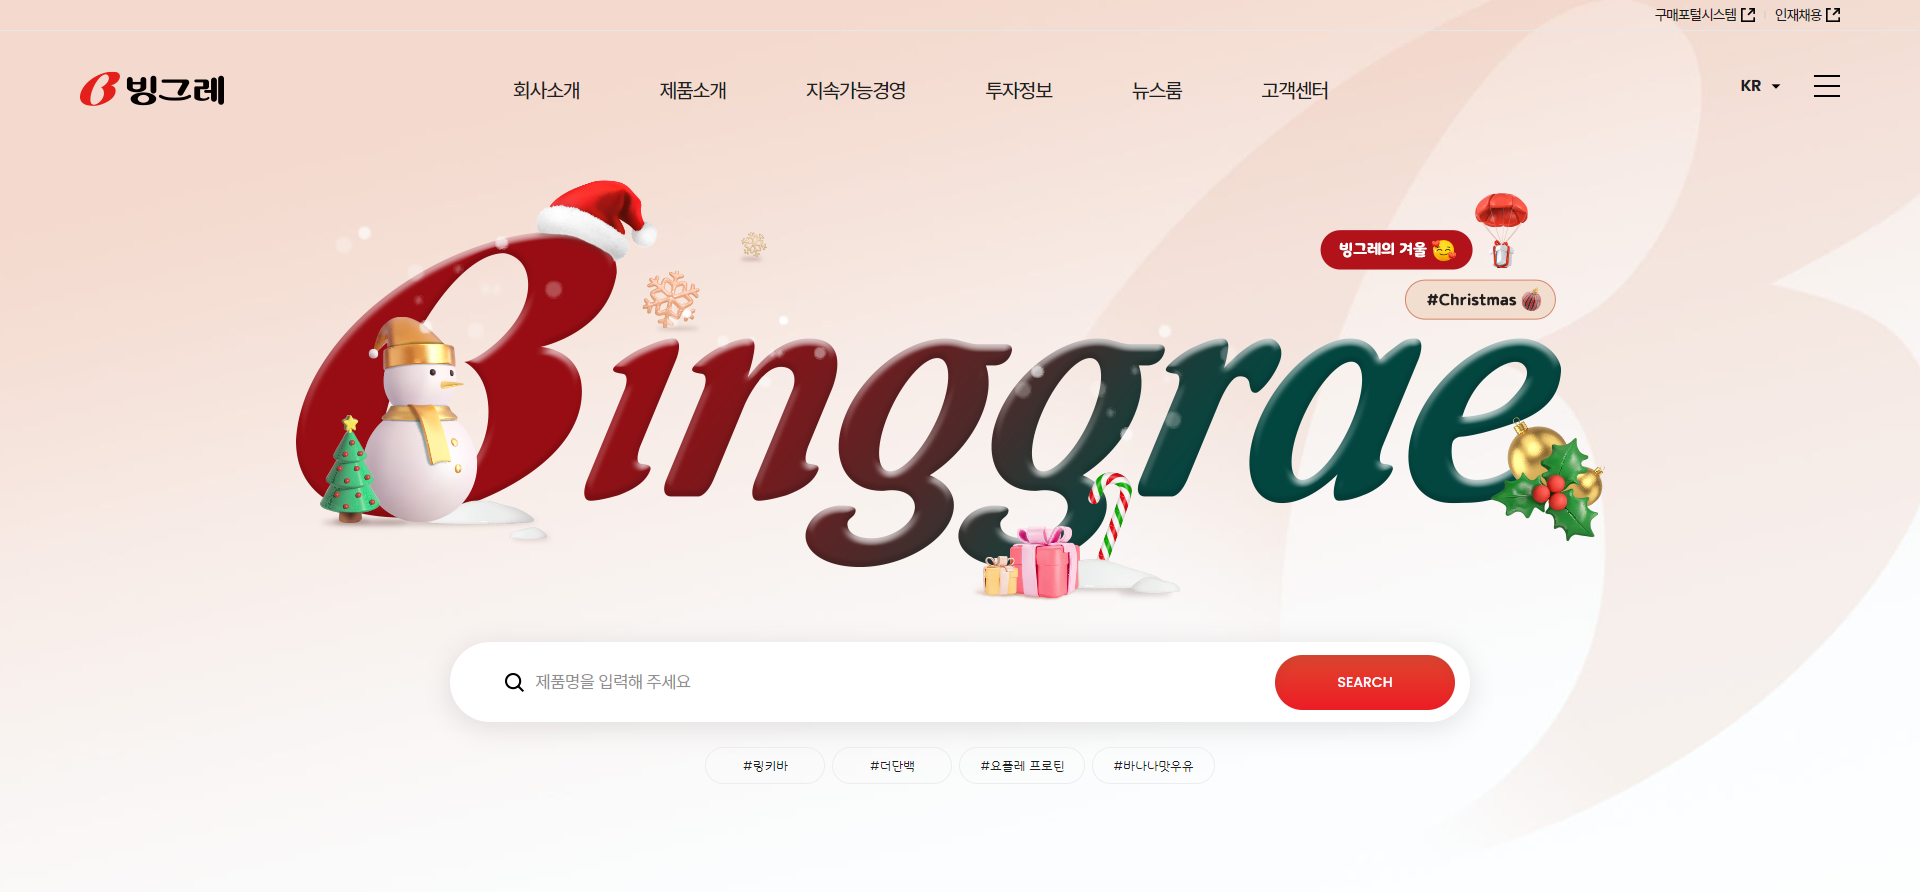 구매포털시스템
인재채용
빙그레
회사소개
제품소개
지속가능경영
투자정보
뉴스룸
고객센터
KR
빙그레의 겨울
#Christmas
Binggrae
제품명을 입력해 주세요
SEARCH
#링키바
#더단백
#요플레 프로틴
#바나나맛우유